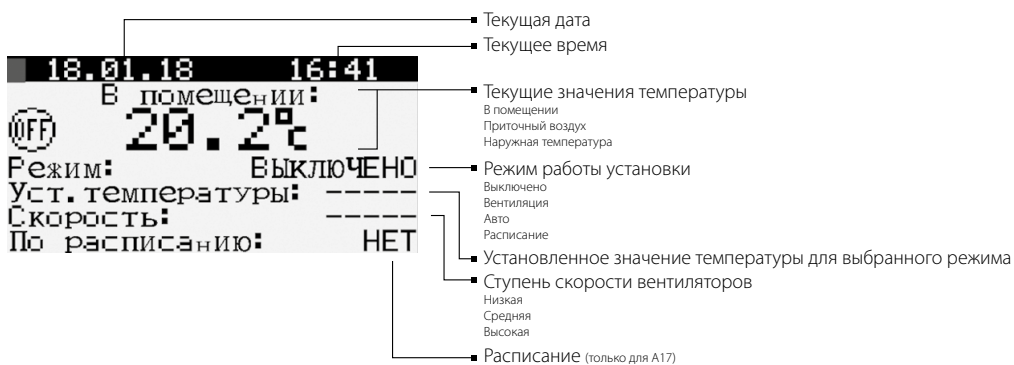 18.01.18 16:41
В помещении:
OFF 20.2°c
Режим: ВЫКЛЮЧЕНО
Уст.температуры: -----
Скорость: -----
По расписанию: НЕТ
Текущая дата
Текущее время
Текущие значения температуры
В помещении
Приточный воздух
Наружная температура
Режим работы установки
Выключено
Вентиляция
Авто
Расписание
Установленное значение температуры для выбранного режима
Ступень скорости вентиляторов
Низкая
Средняя
Высокая
Расписание (только для А17)